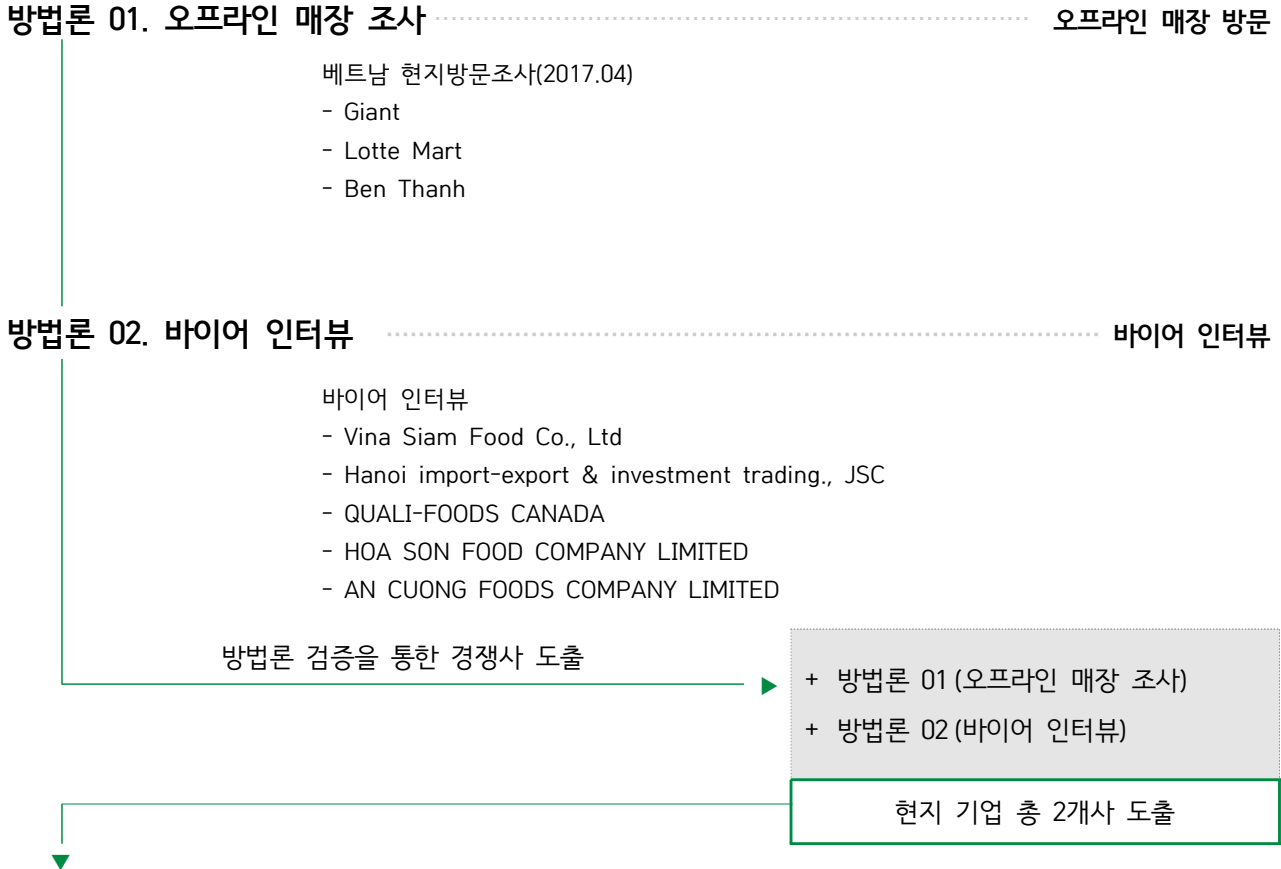 방법론 01. 오프라인 매장 조사 오프라인 매장 방문
베트남 현지방문조사(2017.04)
- Giant
- Lotte Mart
- Ben Thanh
방법론 02. 바이어 인터뷰 바이어 인터뷰
바이어 인터뷰
- Vina Siam Food Co., Ltd
- Hanoi import-export & investment trading., JSC
- QUALI-FOODS CANADA
- HOA SON FOOD COMPANY LIMITED
- AN CUONG FOODS COMPANY LIMITED
방법론 검증을 통한 경쟁사 도출
+ 방법론 01 (오프라인 매장 조사)
+ 방법론 02 (바이어 인터뷰)
현지 기업 총 2개사 도출